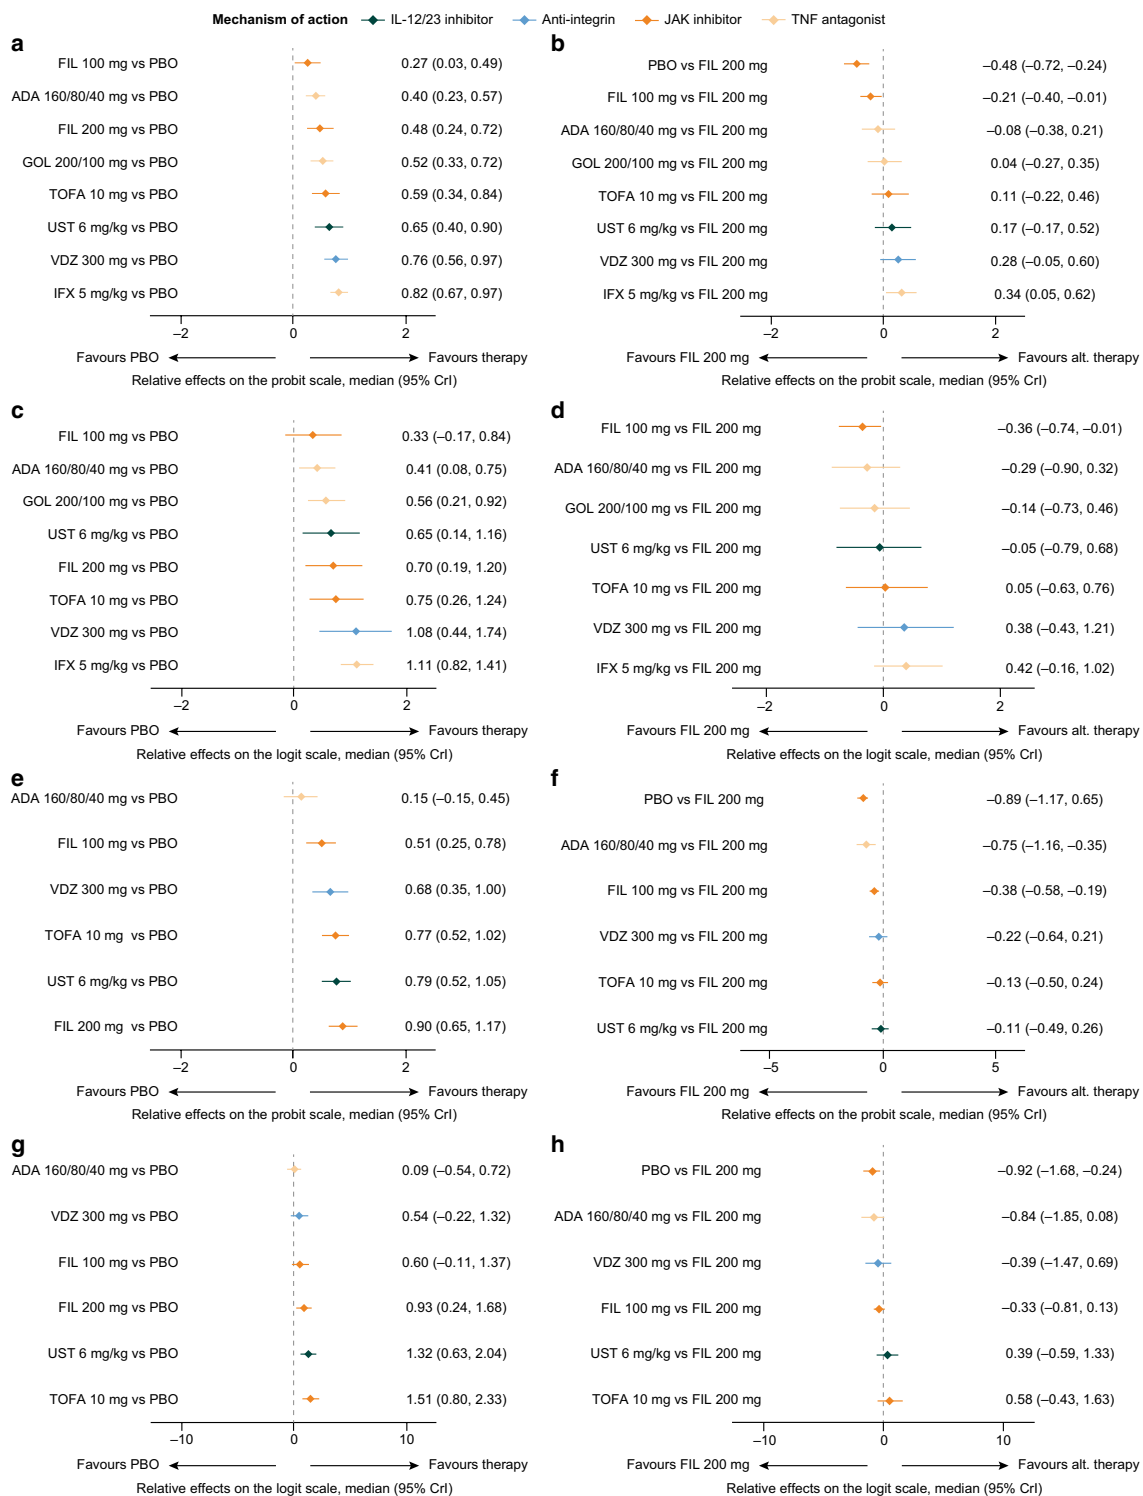 Mechanism of action IL-12/23 inhibitor Anti-integrin JAK inhibitor TNF antagonist
a
FIL 100 mg vs PBO 0.27 (0.03, 0.49)
ADA 160/80/40 mg vs PBO 0.40 (0.23, 0.57)
FIL 200 mg vs PBO 0.48 (0.24, 0.72)
GOL 200/100 mg vs PBO 0.52 (0.33, 0.72)
TOFA 10 mg vs PBO 0.59 (0.34, 0.84)
UST 6 mg/kg vs PBO 0.65 (0.40, 0.90)
VDZ 300 mg vs PBO 0.76 (0.56, 0.97)
IFX 5 mg/kg vs PBO 0.82 (0.67, 0.97)
–2 0 2
Favours PBO Favours therapy
Relative effects on the probit scale, median (95% CrI)
b
PBO vs FIL 200 mg –0.48 (–0.72, –0.24)
FIL 100 mg vs FIL 200 mg –0.21 (–0.40, –0.01)
ADA 160/80/40 mg vs FIL 200 mg –0.08 (–0.38, 0.21)
GOL 200/100 mg vs FIL 200 mg 0.04 (–0.27, 0.35)
TOFA 10 mg vs FIL 200 mg 0.11 (–0.22, 0.46)
UST 6 mg/kg vs FIL 200 mg 0.17 (–0.17, 0.52)
VDZ 300 mg vs FIL 200 mg 0.28 (–0.05, 0.60)
IFX 5 mg/kg vs FIL 200 mg 0.34 (0.05, 0.62)
–2 0 2
Favours FIL 200 mg Favours alt. therapy
Relative effects on the probit scale, median (95% CrI)
c
FIL 100 mg vs PBO 0.33 (–0.17, 0.84)
ADA 160/80/40 mg vs PBO 0.41 (0.08, 0.75)
GOL 200/100 mg vs PBO 0.56 (0.21, 0.92)
UST 6 mg/kg vs PBO 0.65 (0.14, 1.16)
FIL 200 mg vs PBO 0.70 (0.19, 1.20)
TOFA 10 mg vs PBO 0.75 (0.26, 1.24)
VDZ 300 mg vs PBO 1.08 (0.44, 1.74)
IFX 5 mg/kg vs PBO 1.11 (0.82, 1.41)
–2 0 2
Favours PBO Favours therapy
Relative effects on the logit scale, median (95% CrI)
d
FIL 100 mg vs FIL 200 mg –0.36 (–0.74, –0.01)
ADA 160/80/40 mg vs FIL 200 mg –0.29 (–0.90, 0.32)
GOL 200/100 mg vs FIL 200 mg –0.14 (–0.73, 0.46)
UST 6 mg/kg vs FIL 200 mg –0.05 (–0.79, 0.68)
TOFA 10 mg vs FIL 200 mg 0.05 (–0.63, 0.76)
VDZ 300 mg vs FIL 200 mg 0.38 (–0.43, 1.21)
IFX 5 mg/kg vs FIL 200 mg 0.42 (–0.16, 1.02)
–2 0 2
Favours FIL 200 mg Favours alt. therapy
Relative effects on the logit scale, median (95% CrI)
e
ADA 160/80/40 mg vs PBO 0.15 (–0.15, 0.45)
FIL 100 mg vs PBO 0.51 (0.25, 0.78)
VDZ 300 mg vs PBO 0.68 (0.35, 1.00)
TOFA 10 mg vs PBO 0.77 (0.52, 1.02)
UST 6 mg/kg vs PBO 0.79 (0.52, 1.05)
FIL 200 mg vs PBO 0.90 (0.65, 1.17)
–2 0 2
Favours PBO Favours therapy
Relative effects on the probit scale, median (95% CrI)
f
PBO vs FIL 200 mg –0.89 (–1.17, 0.65)
ADA 160/80/40 mg vs FIL 200 mg –0.75 (–1.16, –0.35)
FIL 100 mg vs FIL 200 mg –0.38 (–0.58, –0.19)
VDZ 300 mg vs FIL 200 mg –0.22 (–0.64, 0.21)
TOFA 10 mg vs FIL 200 mg –0.13 (–0.50, 0.24)
UST 6 mg/kg vs FIL 200 mg –0.11 (–0.49, 0.26)
–5 0 5
Favours FIL 200 mg Favours alt. therapy
Relative effects on the probit scale, median (95% CrI)
g
ADA 160/80/40 mg vs PBO 0.09 (–0.54, 0.72)
VDZ 300 mg vs PBO 0.54 (–0.22, 1.32)
FIL 100 mg vs PBO 0.60 (–0.11, 1.37)
FIL 200 mg vs PBO 0.93 (0.24, 1.68)
UST 6 mg/kg vs PBO 1.32 (0.63, 2.04)
TOFA 10 mg vs PBO 1.51 (0.80, 2.33)
–10 0 10
Favours PBO Favours therapy
Relative effects on the logit scale, median (95% CrI)
h
PBO vs FIL 200 mg –0.92 (–1.68, –0.24)
ADA 160/80/40 mg vs FIL 200 mg –0.84 (–1.85, 0.08)
VDZ 300 mg vs FIL 200 mg –0.39 (–1.47, 0.69)
FIL 100 mg vs FIL 200 mg –0.33 (–0.81, 0.13)
UST 6 mg/kg vs FIL 200 mg 0.39 (–0.59, 1.33)
TOFA 10 mg vs FIL 200 mg 0.58 (–0.43, 1.63)
–10 0 10
Favours FIL 200 mg Favours alt. therapy
Relative effects on the logit scale, median (95% CrI)